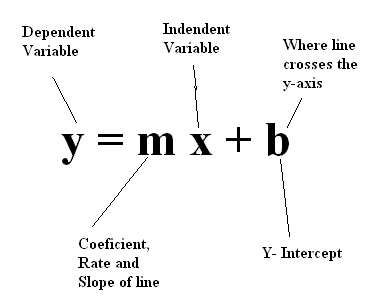 Dependent
Variable
Indendent
Variable
Where line
crosses the
y-axis
y = m x + b
Coeficient,
Rate and
Slope of line
Y- Intercept